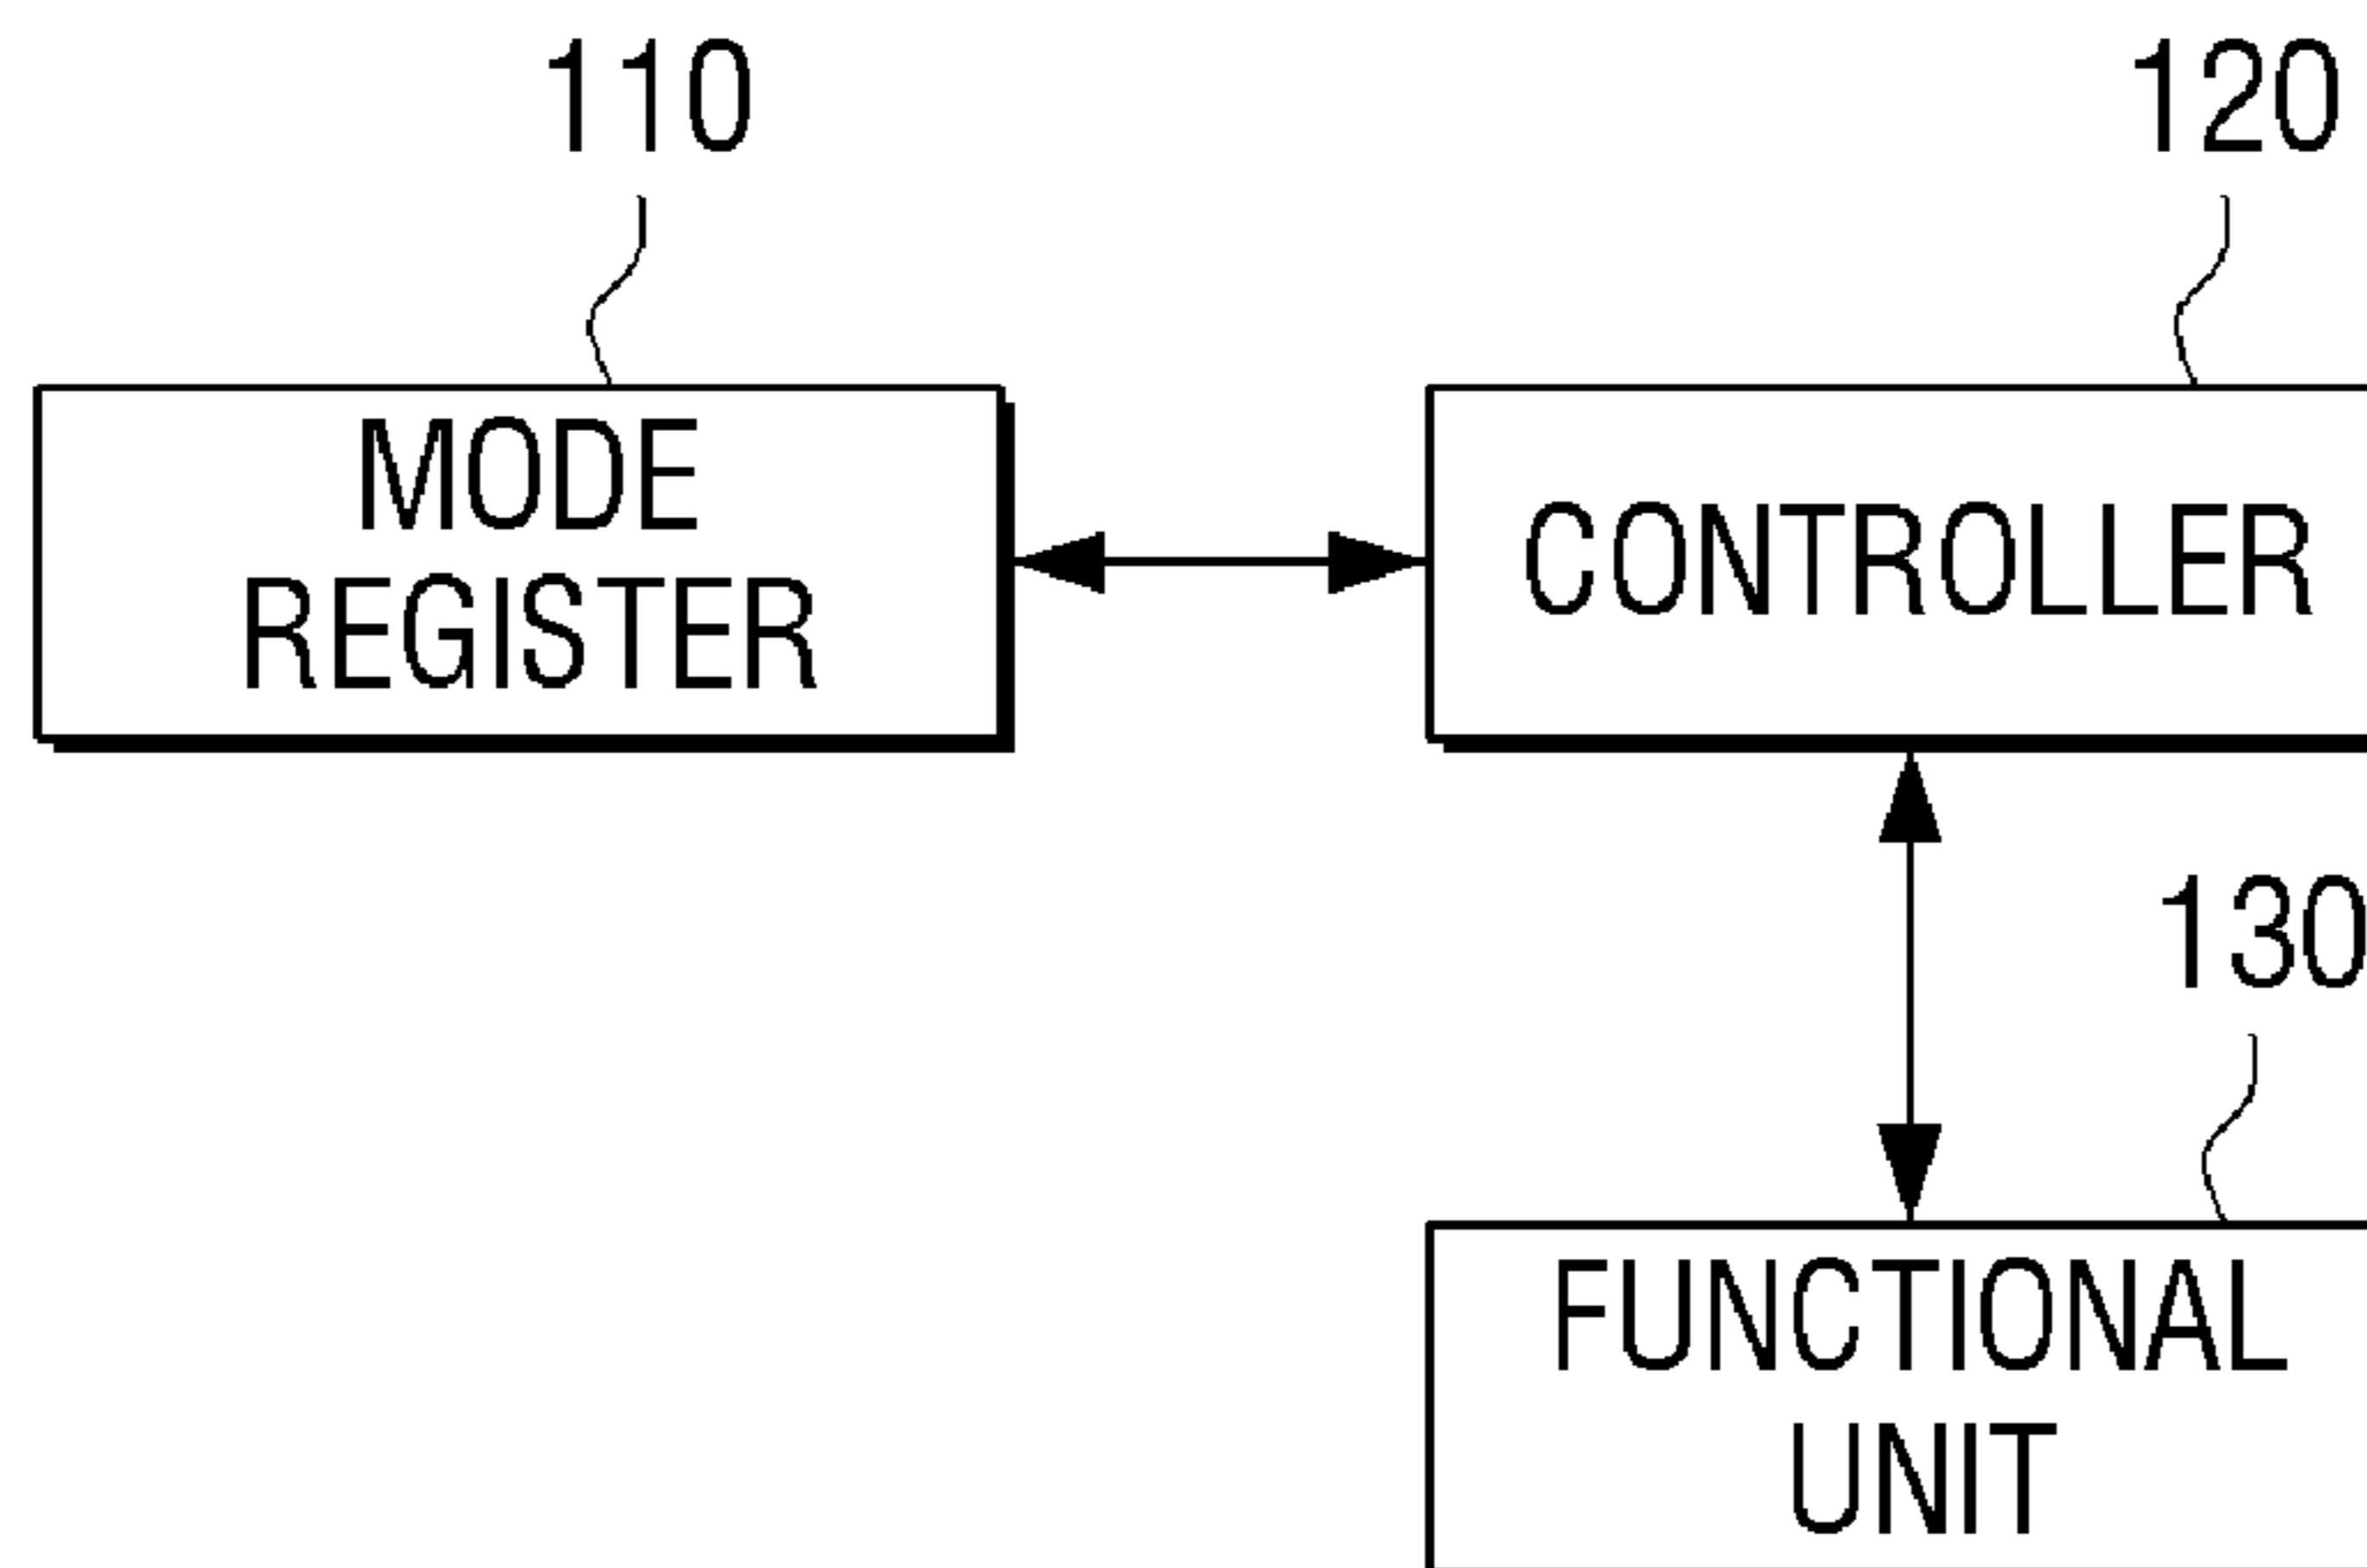 110
120
MODE
REGISTER
CONTROLLER
130
FUNCTIONAL
UNIT